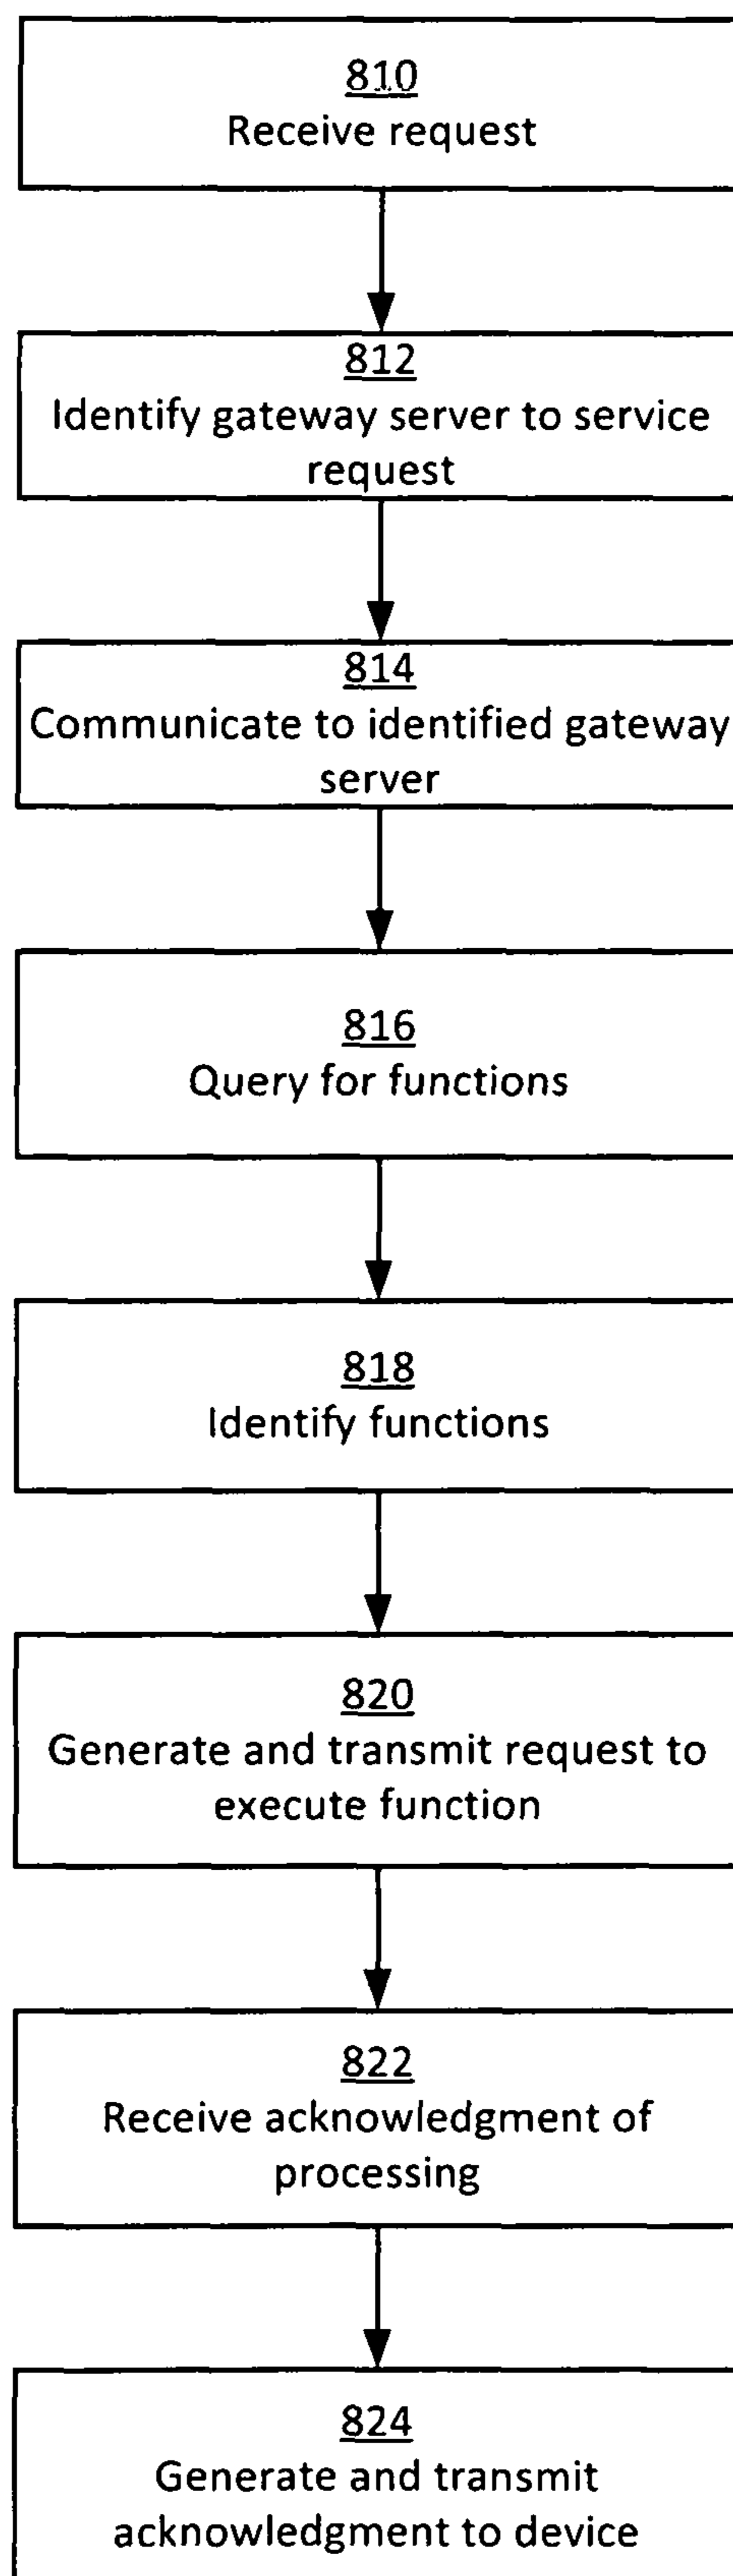 810
Receive request
812
Identify gateway server to service
request
814
Communicate to identified gateway
server
816
Query for functions
818
Identify functions
820
Generate and transmit request to
execute function
822
Receive acknowledgment of
processing
824
Generate and transmit
acknowledgment to device